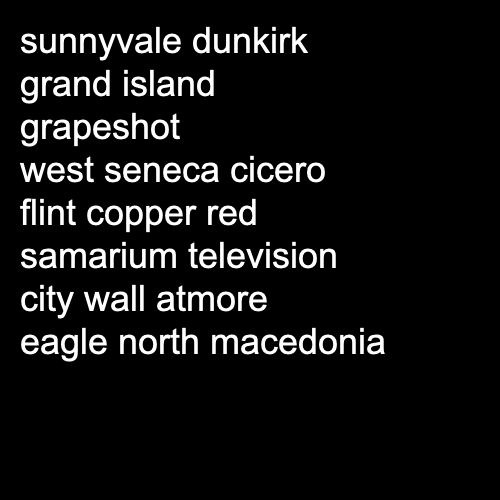 sunnyvale dunkirk
grand island
grapeshot
west seneca cicero
flint copper red
samarium television
city wall atmore
eagle north macedonia